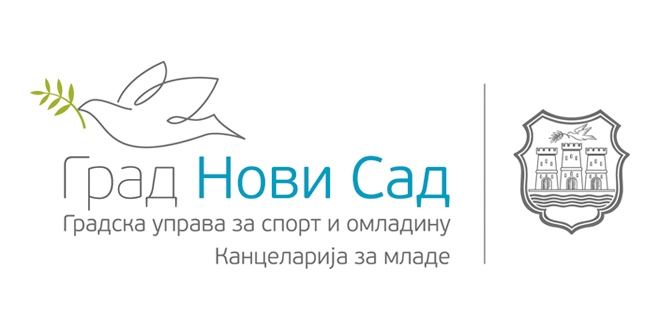 Град Нови Сад
Градска управа за спорт и омладину
Канцеларија за младе